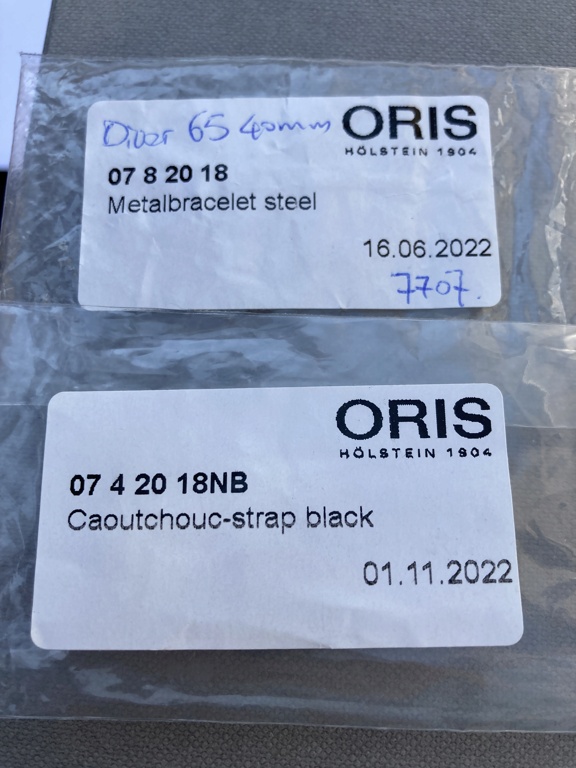 Diver 65 40mm ORIS
HÖLSTEIN 1904
07 8 20 18
Metalbracelet steel
16.06.2022
7707.
ORIS
HÖLSTEIN 1904
07 4 20 18NB
Caoutchouc-strap black
01.11.2022